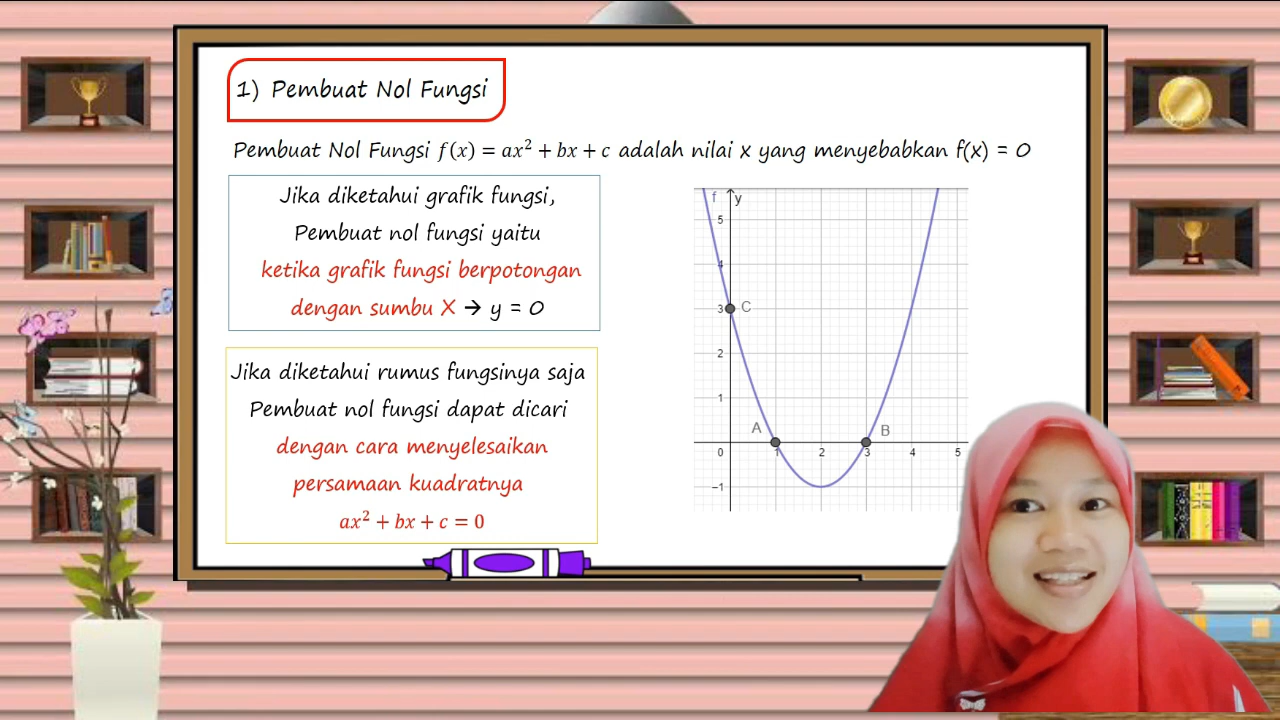 1) Pembuat Nol Fungsi
Pembuat Nol Fungsi f(x) = ax² + bx + c adalah nilai x yang menyebabkan f(x) = 0
Jika diketahui grafik fungsi,
Pembuat nol fungsi yaitu
ketika grafik fungsi berpotongan
dengan sumbu X → y = 0
Jika diketahui rumus fungsinya saja
Pembuat nol fungsi dapat dicari
dengan cara menyelesaikan
persamaan kuadratnya
ax² + bx + c = 0
f y
5
4
3 C
2
1
A B
0 1 2 3 4 5
−1